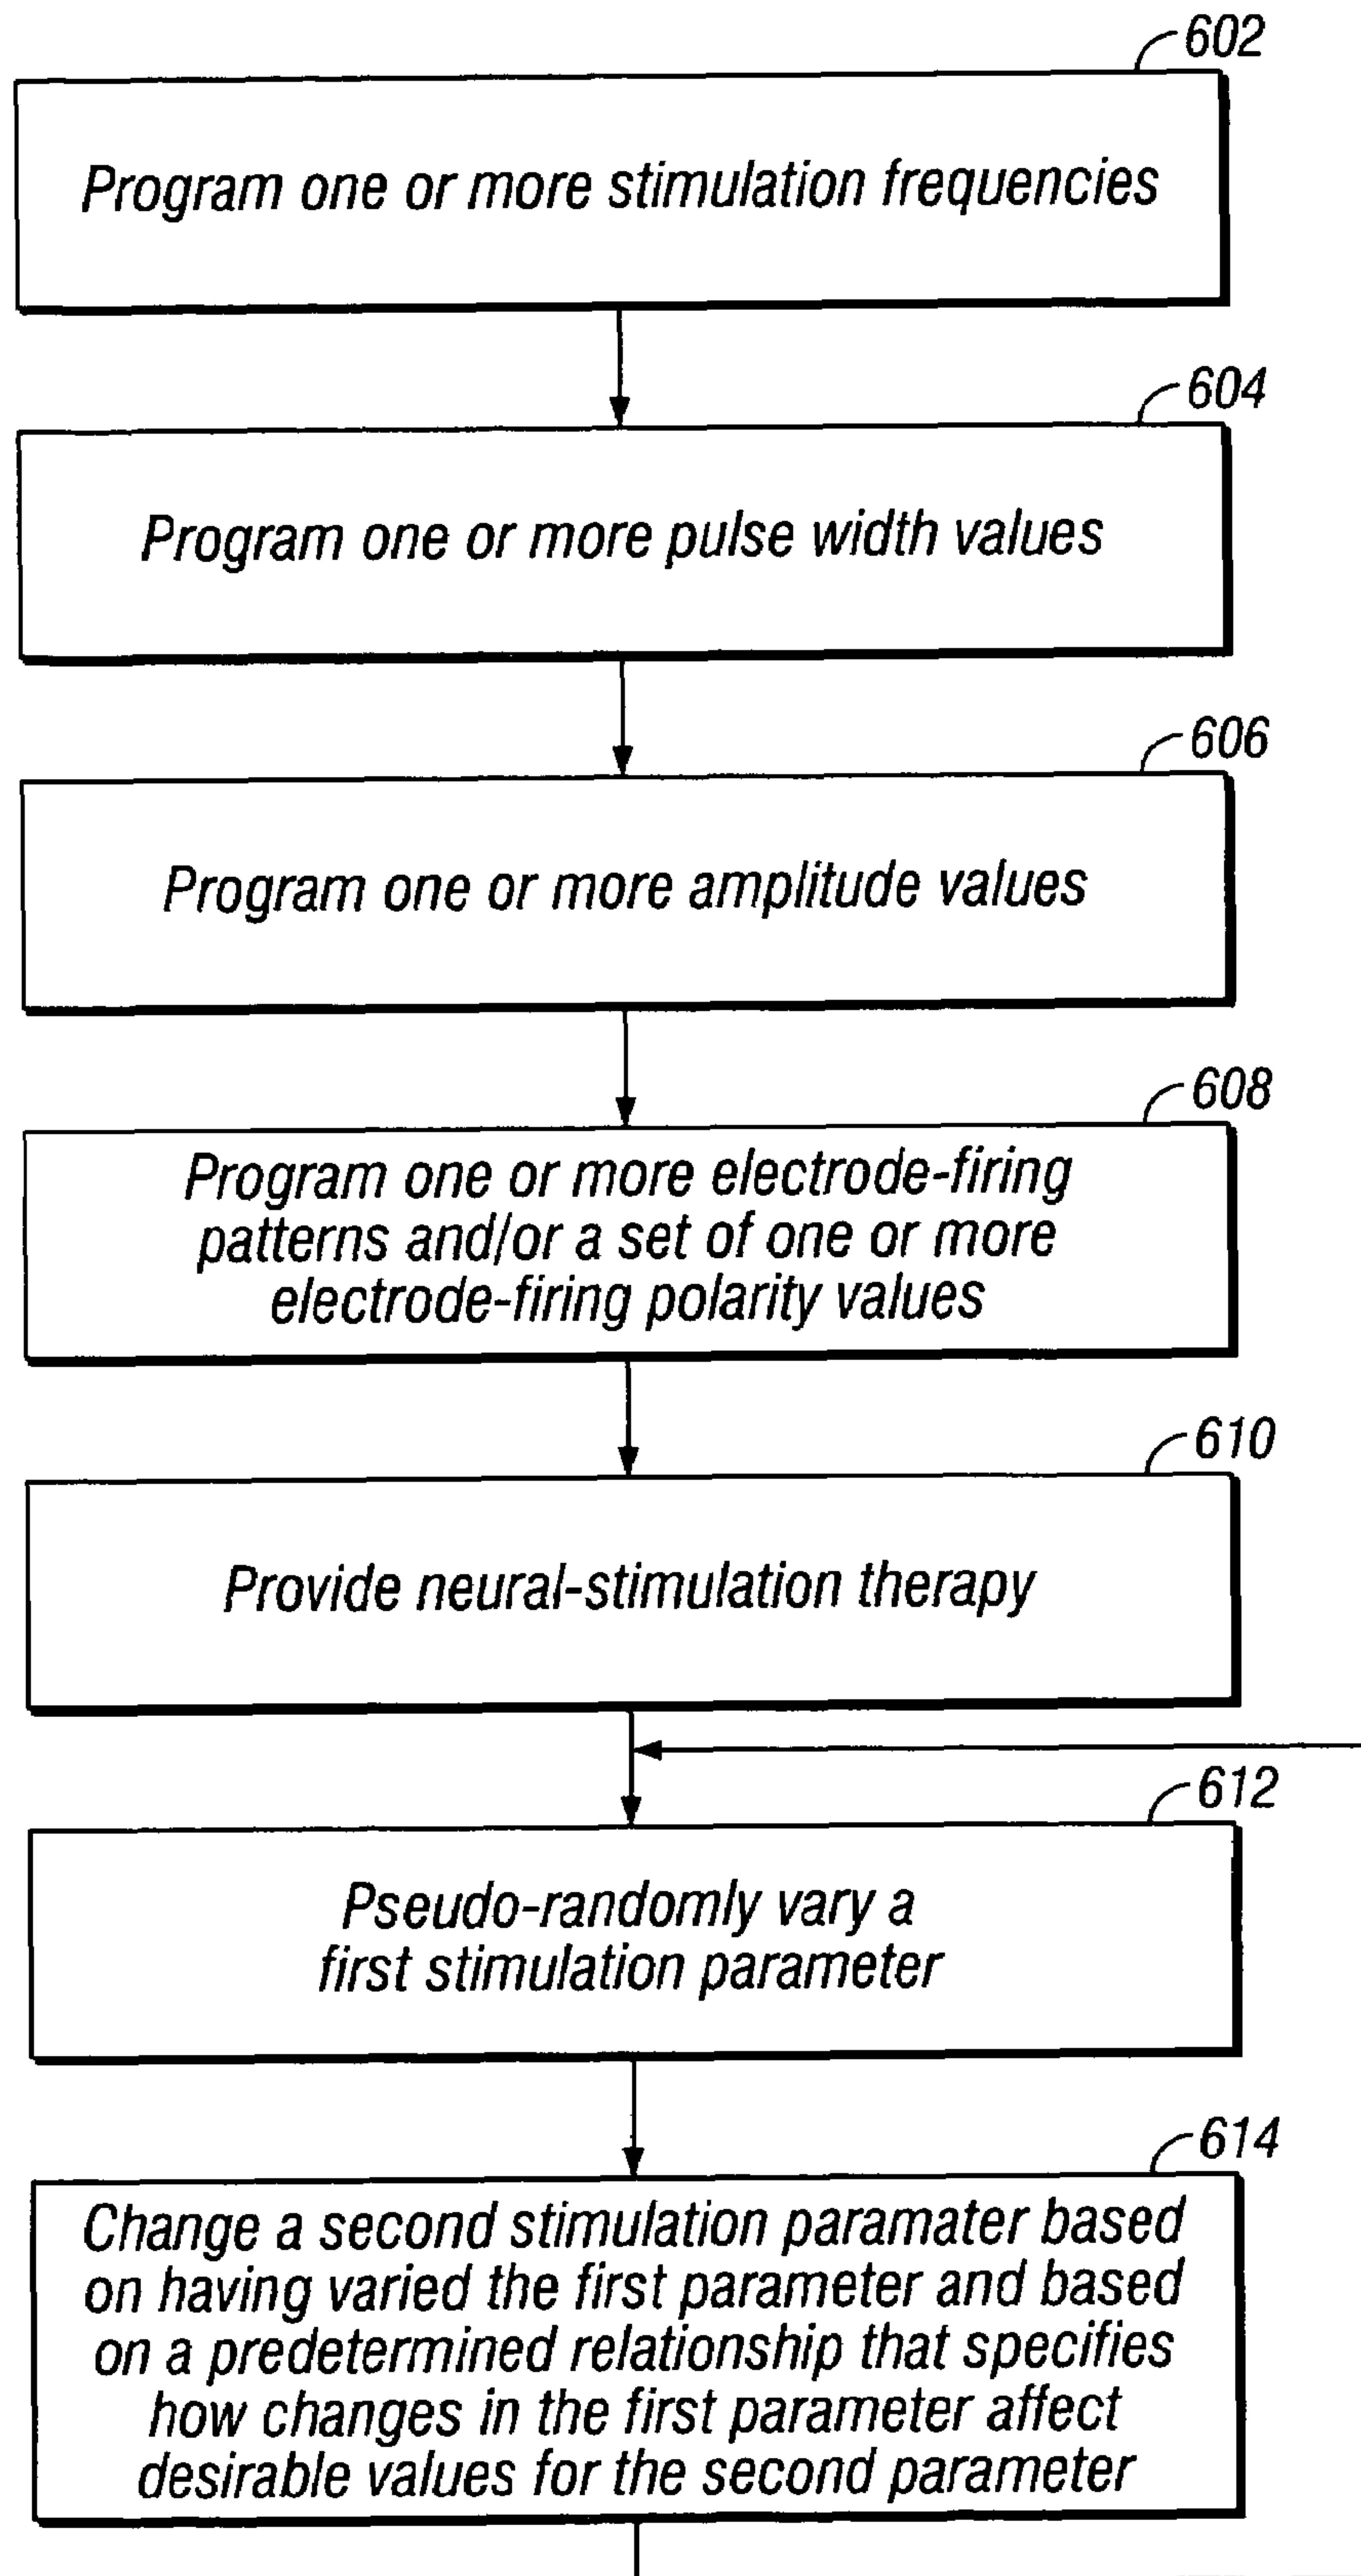 602
Program one or more stimulation frequencies
604
Program one or more pulse width values
606
Program one or more amplitude values
608
Program one or more electrode-firing
patterns and/or a set of one or more
electrode-firing polarity values
610
Provide neural-stimulation therapy
612
Pseudo-randomly vary a
first stimulation parameter
614
Change a second stimulation paramater based
on having varied the first parameter and based
on a predetermined relationship that specifies
how changes in the first parameter affect
desirable values for the second parameter